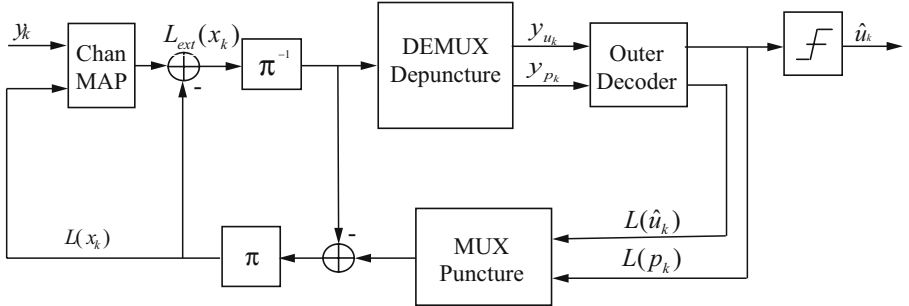 y_k
Chan
MAP
L_ext(x_k)
-
π^-1
DEMUX
Depuncture
y_{u_k}
y_{p_k}
Outer
Decoder
û_k
L(x_k)
π
-
MUX
Puncture
L(û_k)
L(p_k)